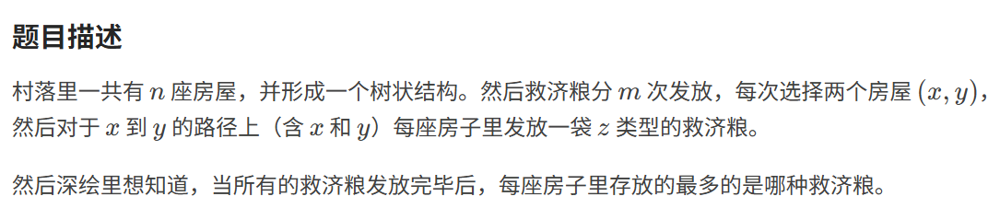 题目描述
村落里一共有 n 座房屋，并形成一个树状结构。然后救济粮分 m 次发放，每次选择两个房屋 (x, y)，
然后对于 x 到 y 的路径上（含 x 和 y）每座房子里发放一袋 z 类型的救济粮。
然后深绘里想知道，当所有的救济粮发放完毕后，每座房子里存放的最多的是哪种救济粮。